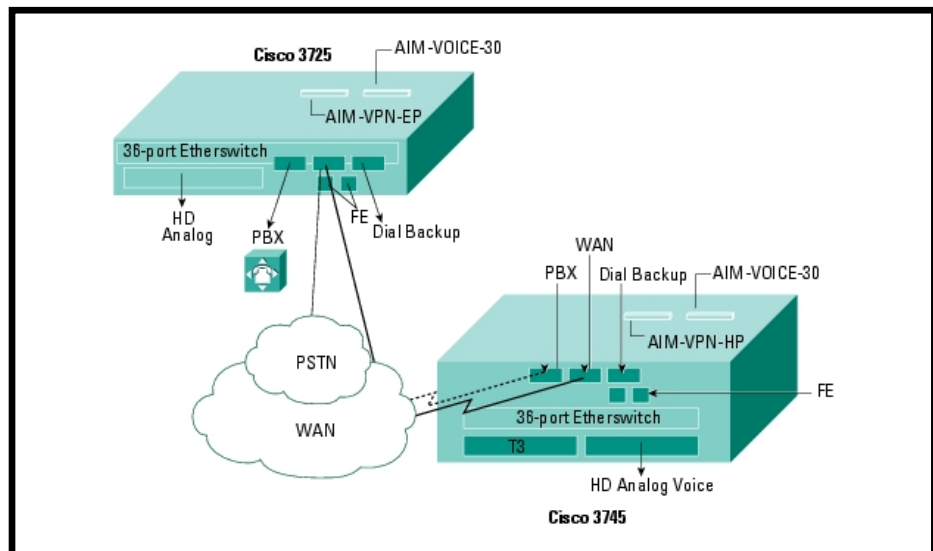 AIM-VOICE-30
Cisco 3725
AIM-VPN-EP
36-port Etherswitch
HD
Analog
PBX
FE
Dial Backup
WAN
PBX
Dial Backup
AIM-VOICE-30
AIM-VPN-HP
PSTN
WAN
FE
36-port Etherswitch
T3
HD Analog Voice
Cisco 3745